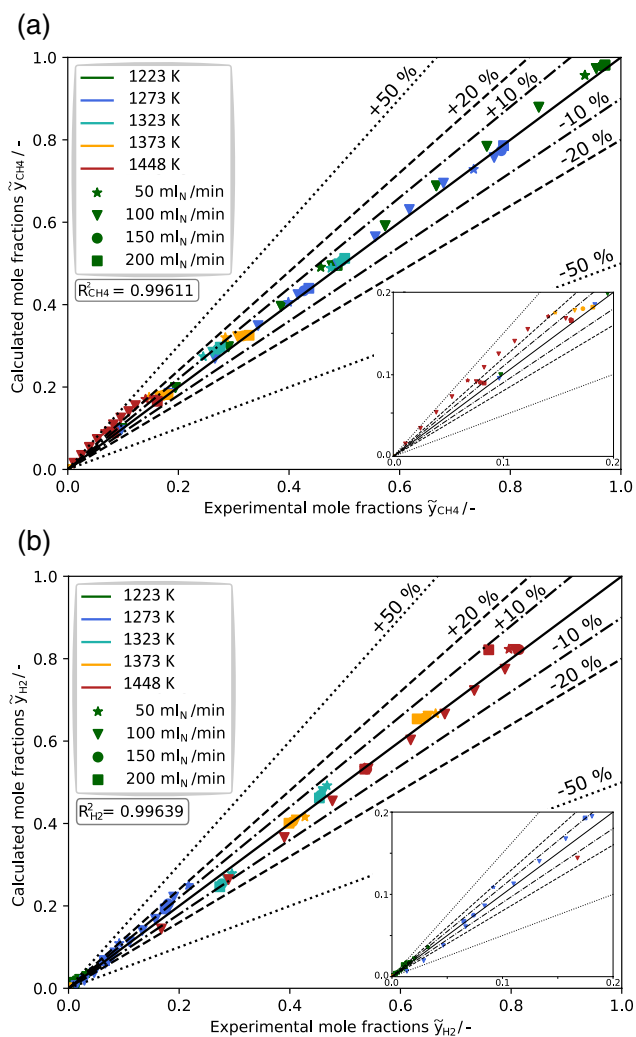 (a)
1.0
0.8
0.6
0.4
0.2
0.0
0.0 0.2 0.4 0.6 0.8 1.0
Calculated mole fractions ỹCH4/-
Experimental mole fractions ỹCH4/-
1223 K
1273 K
1323 K
1373 K
1448 K
50 mlN/min
100 mlN/min
150 mlN/min
200 mlN/min
R²CH4 = 0.99611
+50 %
+20 %
+10 %
-10 %
-20 %
-50 %
0.2
0.1
0.0
0.0 0.1 0.2
(b)
1.0
0.8
0.6
0.4
0.2
0.0
0.0 0.2 0.4 0.6 0.8 1.0
Calculated mole fractions ỹH2/-
Experimental mole fractions ỹH2/-
1223 K
1273 K
1323 K
1373 K
1448 K
50 mlN/min
100 mlN/min
150 mlN/min
200 mlN/min
R²H2 = 0.99639
+50 %
+20 %
+10 %
-10 %
-20 %
-50 %
0.2
0.1
0.0
0.0 0.1 0.2